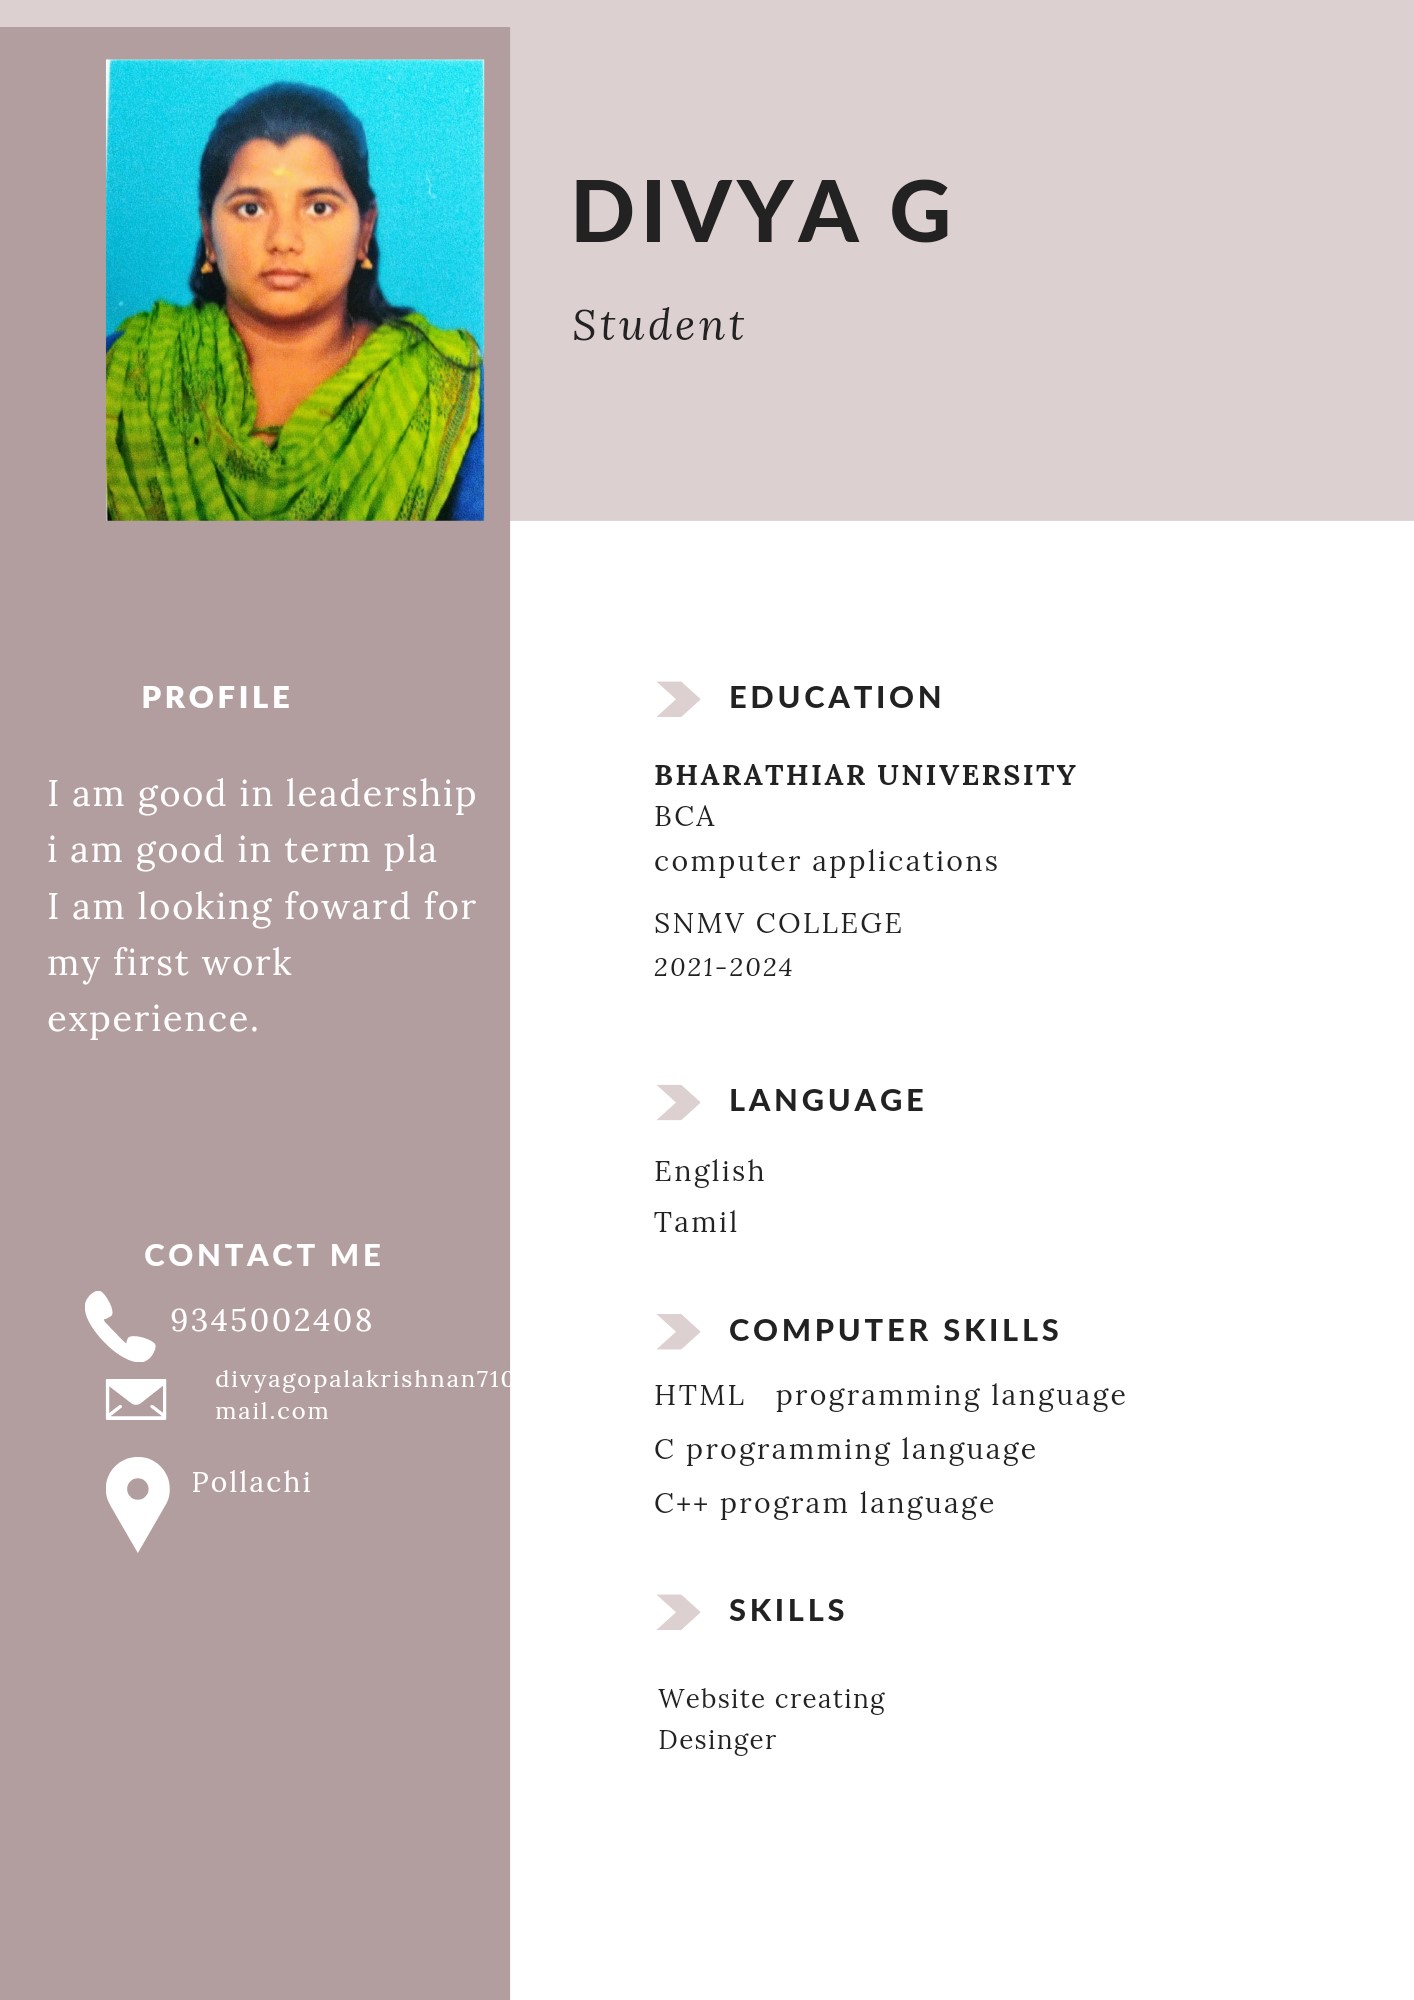 DIVYA G
Student
PROFILE
I am good in leadership
i am good in term pla
I am looking foward for
my first work
experience.
CONTACT ME
9345002408
divyagopalakrishnan710
mail.com
Pollachi
EDUCATION
BHARATHIAR UNIVERSITY
BCA
computer applications
SNMV COLLEGE
2021-2024
LANGUAGE
English
Tamil
COMPUTER SKILLS
HTML programming language
C programming language
C++ program language
SKILLS
Website creating
Desinger